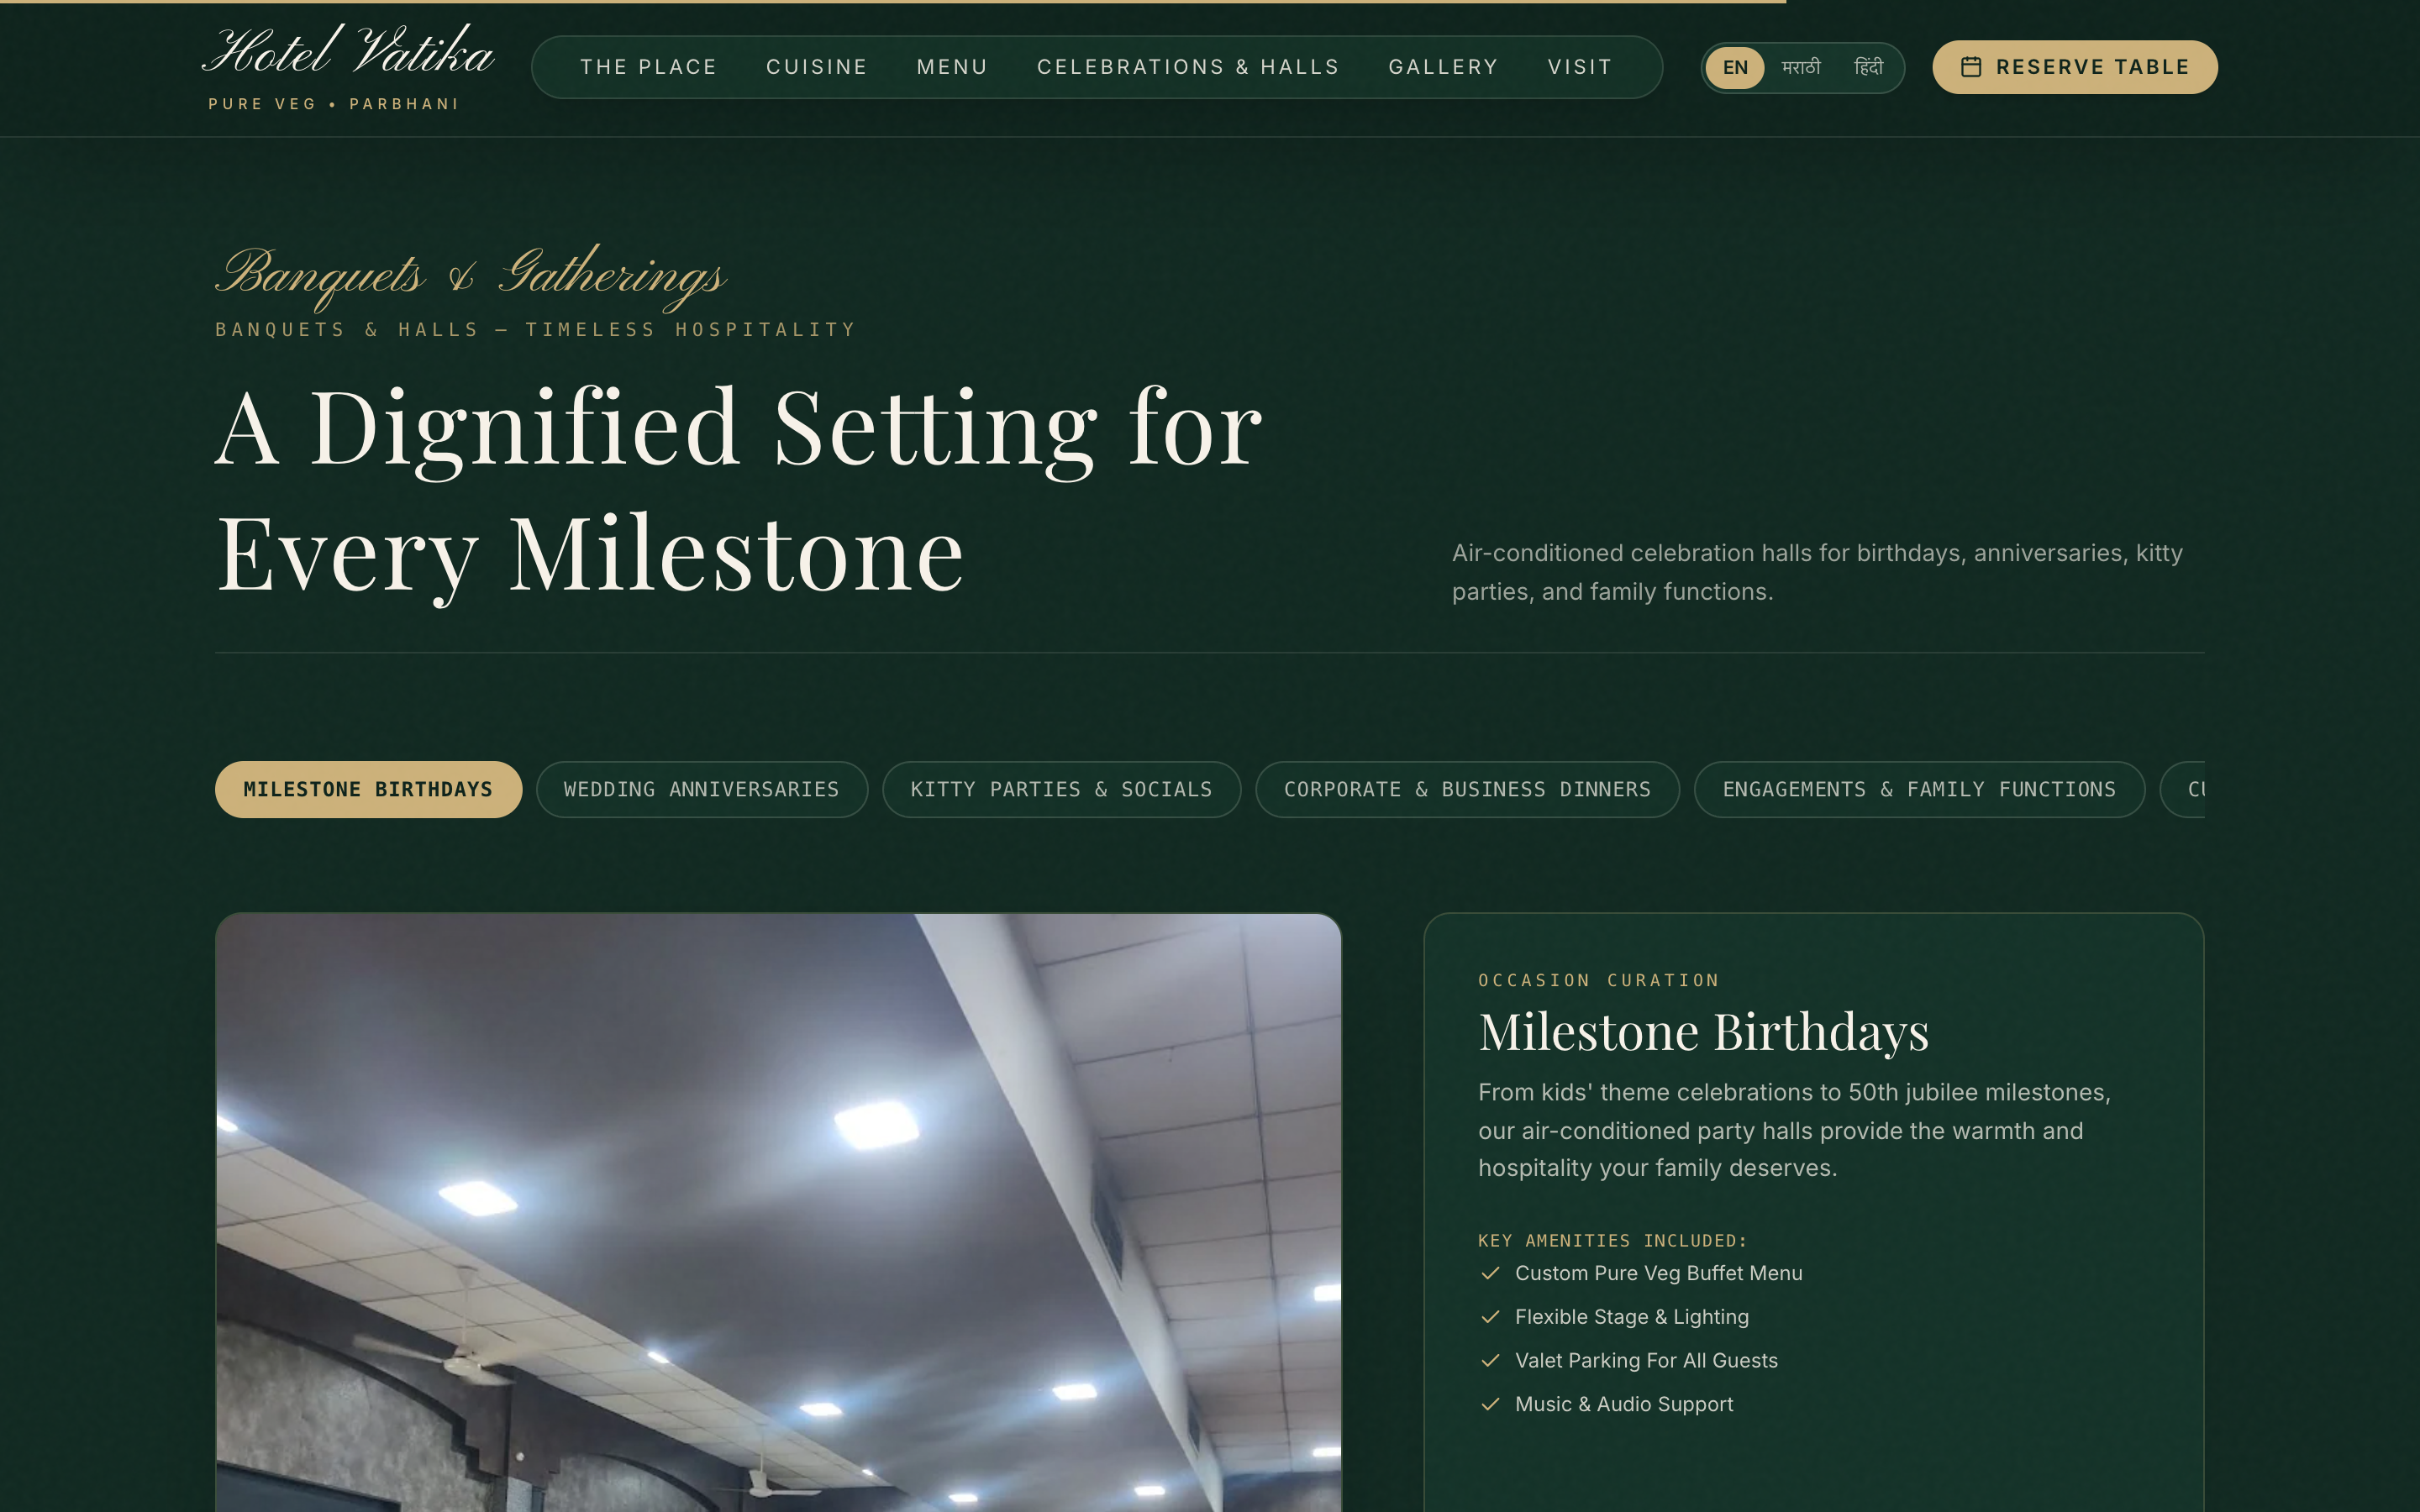 Hotel Vatika
PURE VEG • PARBHANI
THE PLACE
CUISINE
MENU
CELEBRATIONS & HALLS
GALLERY
VISIT
EN
मराठी
हिंदी
RESERVE TABLE
Banquets & Gatherings
BANQUETS & HALLS — TIMELESS HOSPITALITY
A Dignified Setting for
Every Milestone
Air-conditioned celebration halls for birthdays, anniversaries, kitty
parties, and family functions.
MILESTONE BIRTHDAYS
WEDDING ANNIVERSARIES
KITTY PARTIES & SOCIALS
CORPORATE & BUSINESS DINNERS
ENGAGEMENTS & FAMILY FUNCTIONS
OCCASION CURATION
Milestone Birthdays
From kids' theme celebrations to 50th jubilee milestones,
our air-conditioned party halls provide the warmth and
hospitality your family deserves.
KEY AMENITIES INCLUDED:
Custom Pure Veg Buffet Menu
Flexible Stage & Lighting
Valet Parking For All Guests
Music & Audio Support